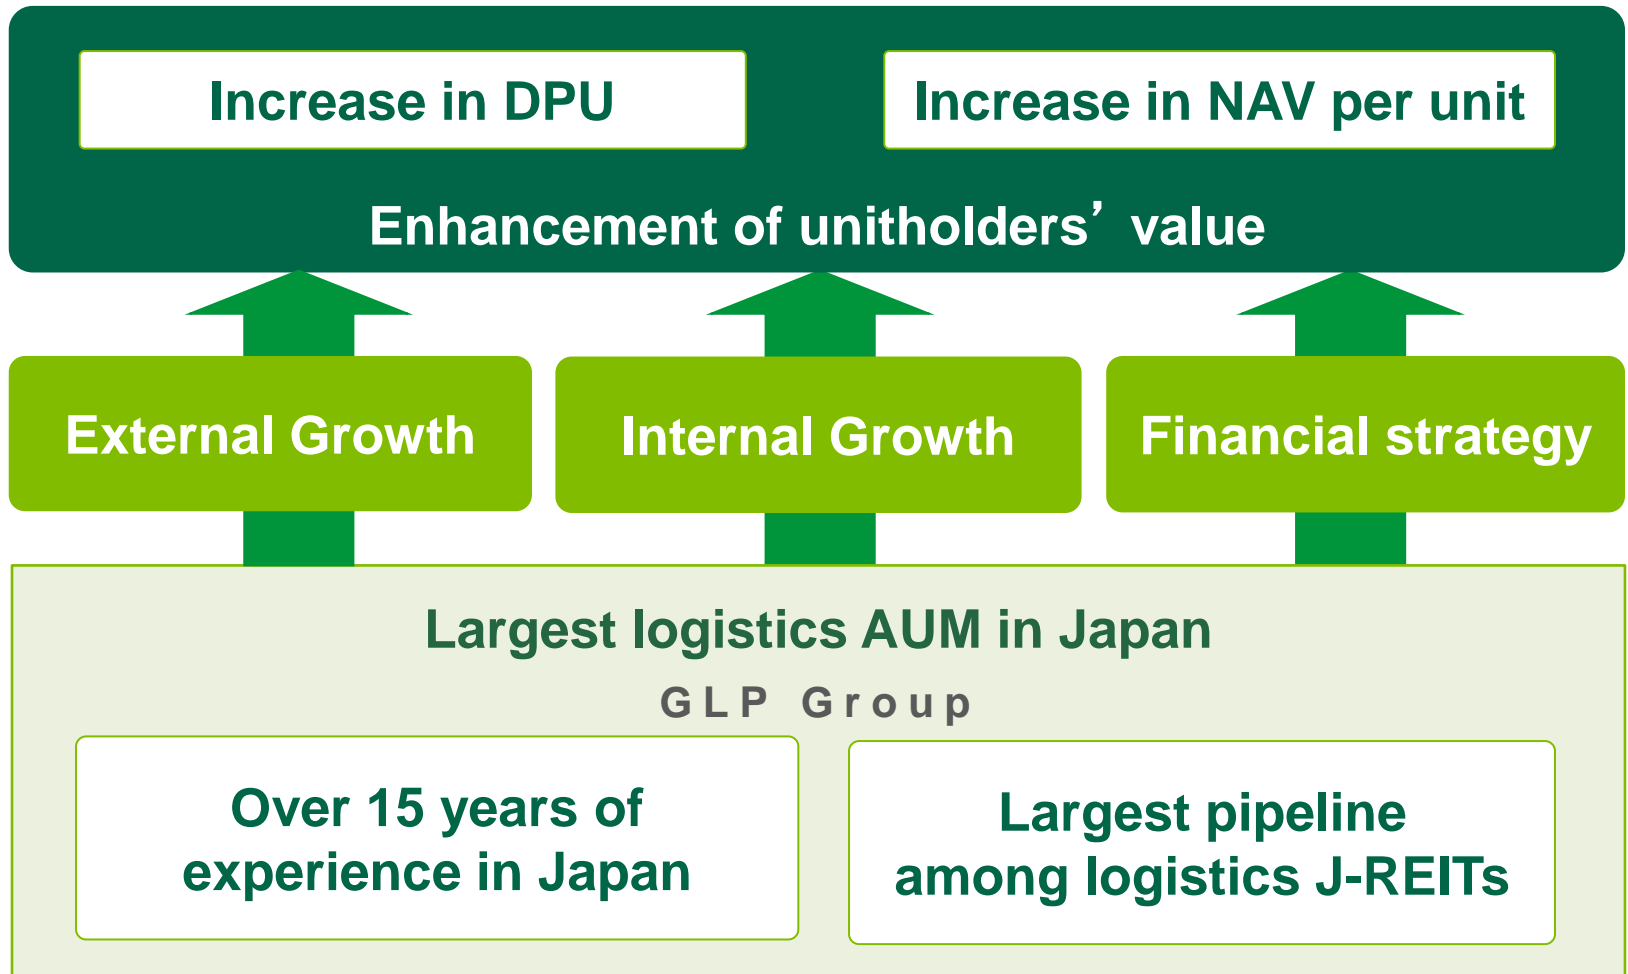 Increase in DPU
Increase in NAV per unit
Enhancement of unitholders’ value
External Growth
Internal Growth
Financial strategy
Largest logistics AUM in Japan
GLP Group
Over 15 years of
experience in Japan
Largest pipeline
among logistics J-REITs